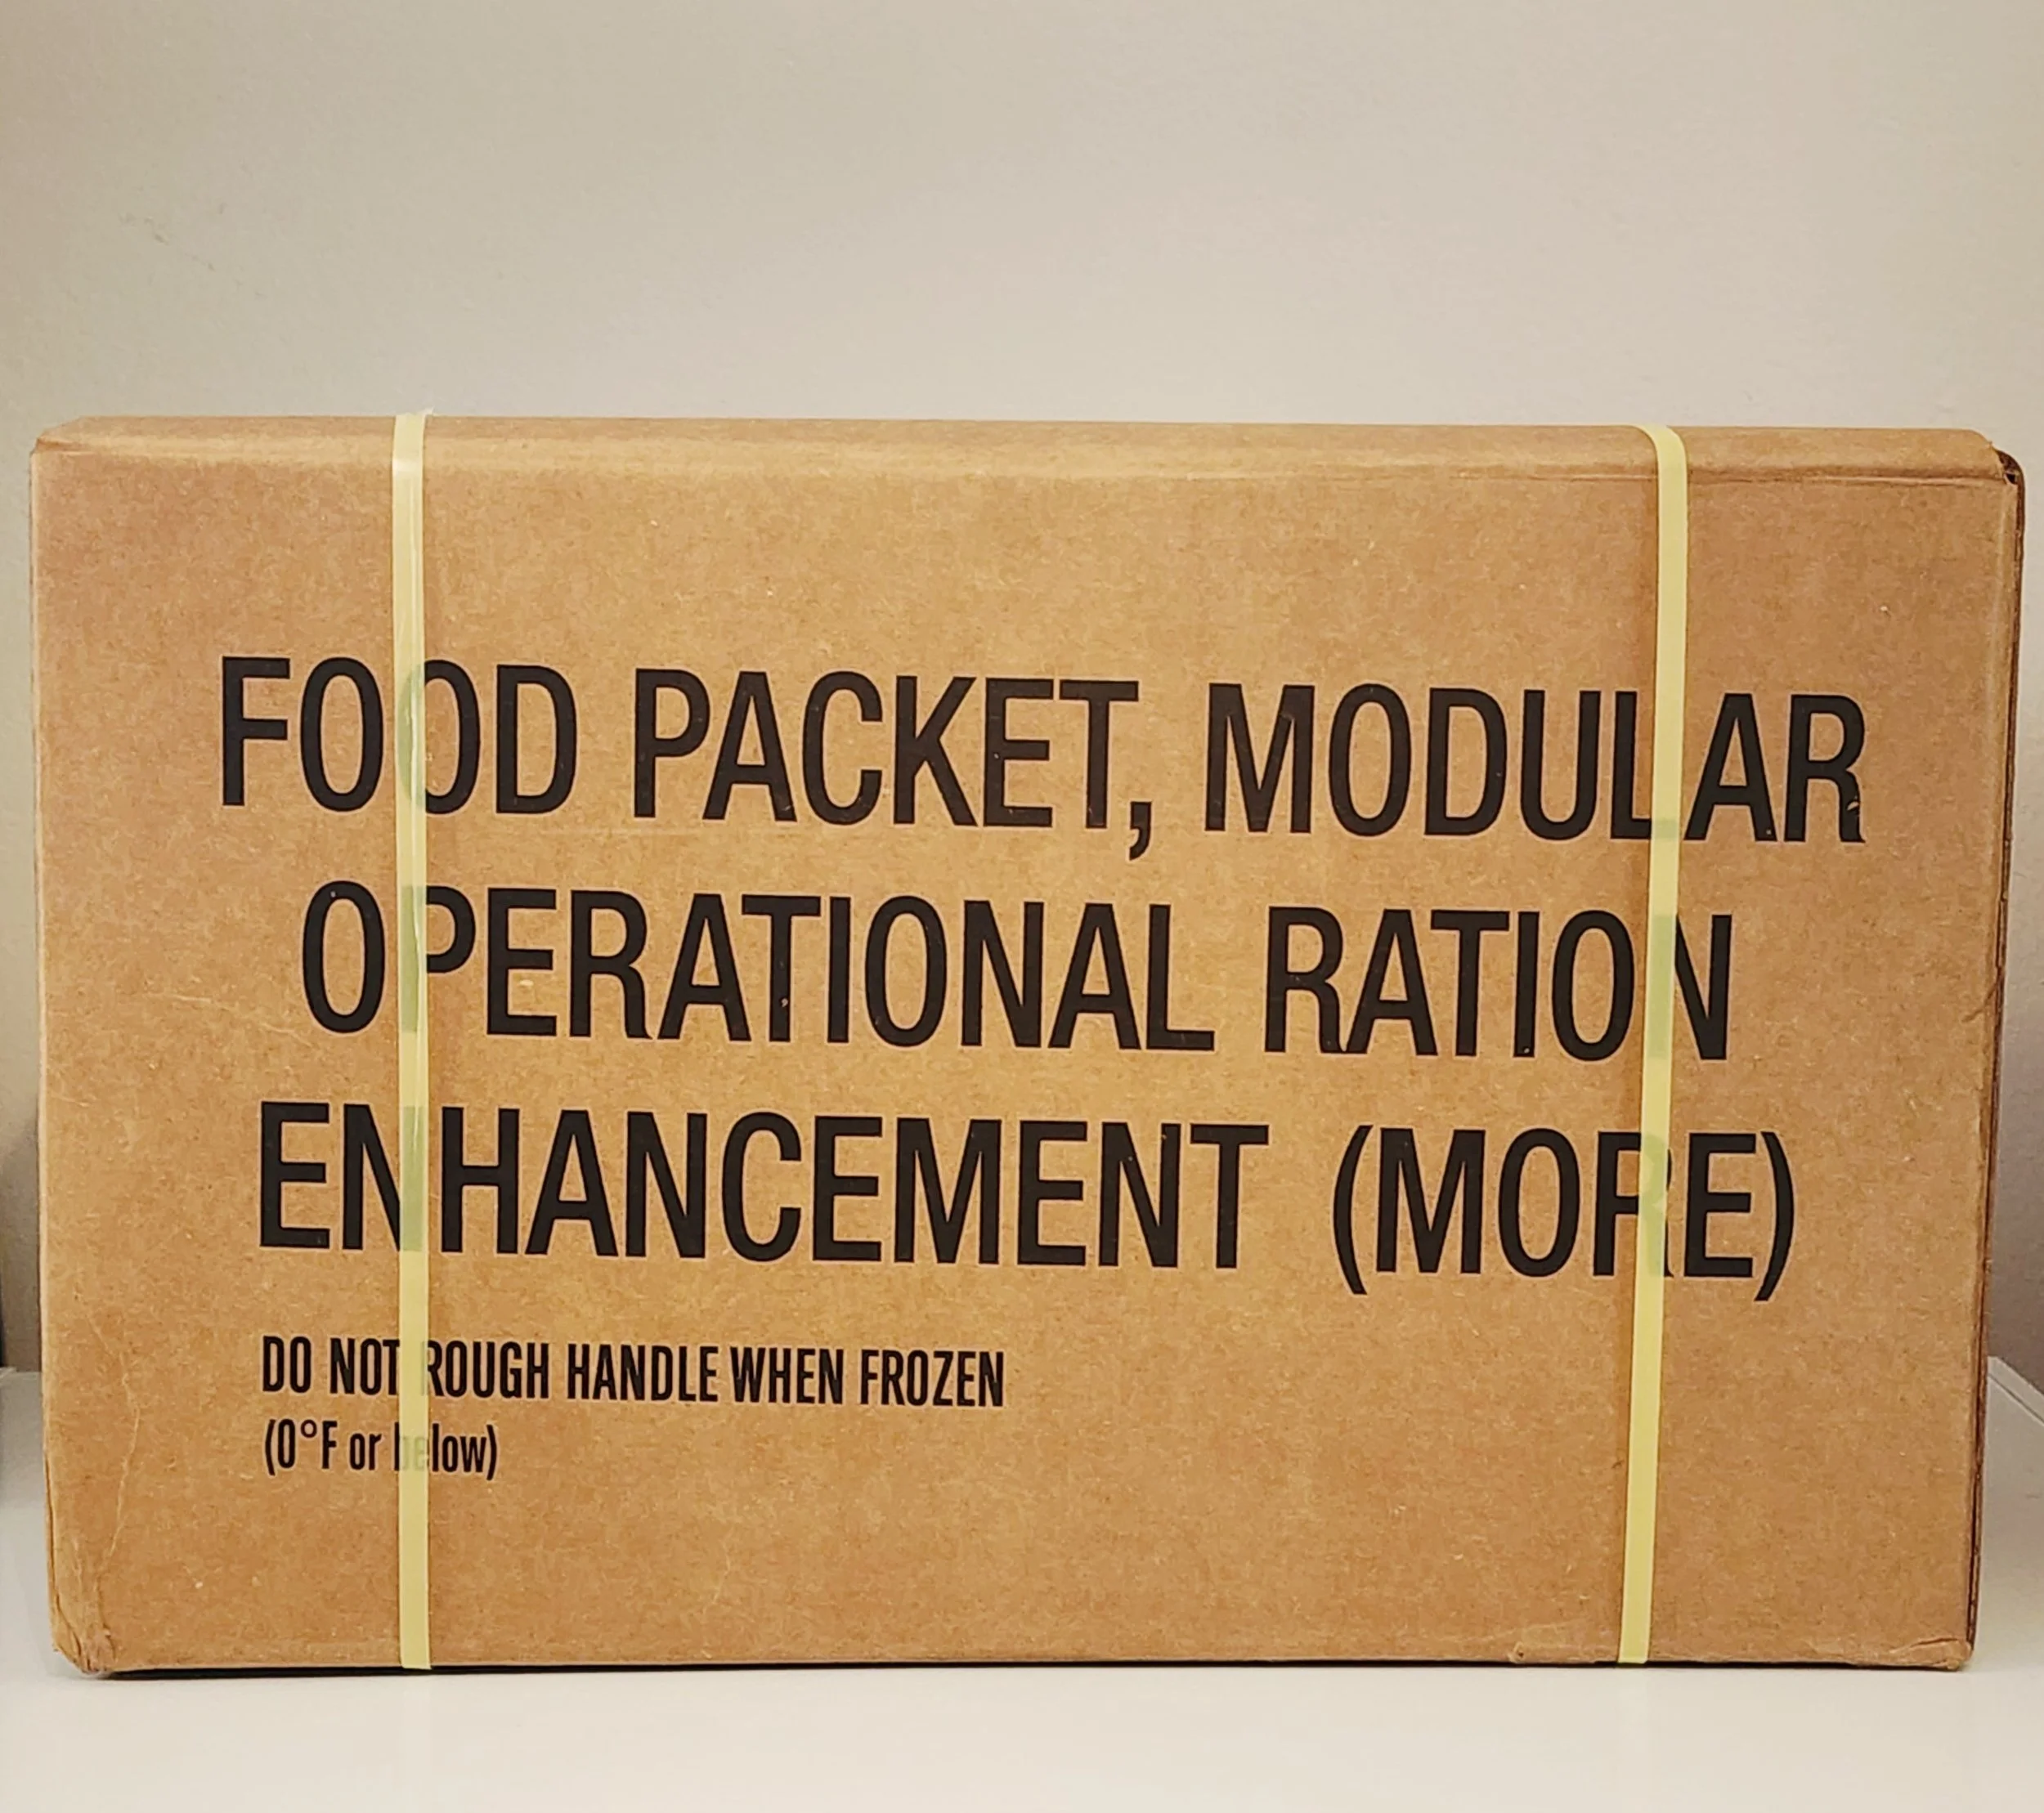 FOOD PACKET, MODULAR
OPERATIONAL RATION
ENHANCEMENT (MORE)
DO NOT ROUGH HANDLE WHEN FROZEN
(0°F or below)